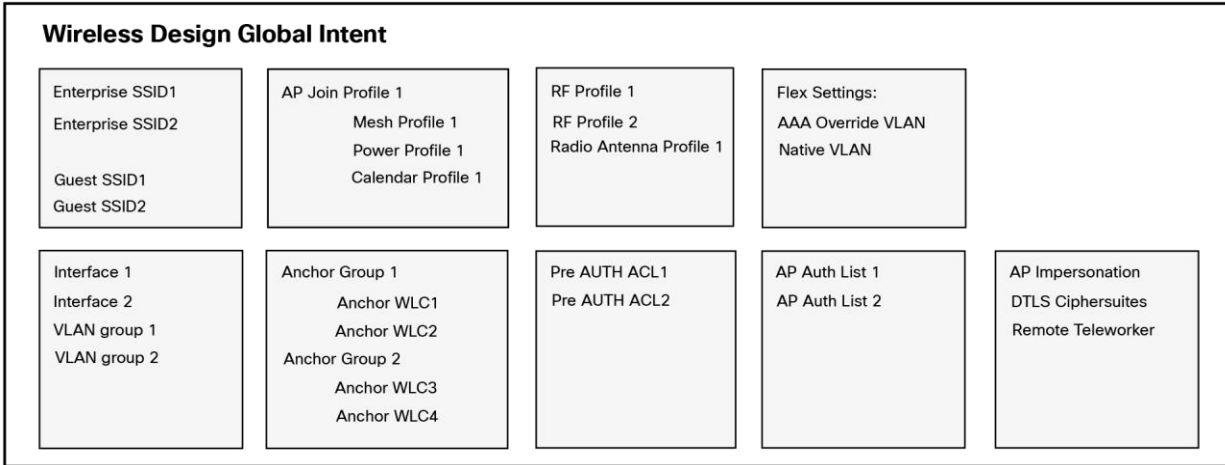 Wireless Design Global Intent
Enterprise SSID1
Enterprise SSID2
Guest SSID1
Guest SSID2
AP Join Profile 1
Mesh Profile 1
Power Profile 1
Calendar Profile 1
RF Profile 1
RF Profile 2
Radio Antenna Profile 1
Flex Settings:
AAA Override VLAN
Native VLAN
Interface 1
Interface 2
VLAN group 1
VLAN group 2
Anchor Group 1
Anchor WLC1
Anchor WLC2
Anchor Group 2
Anchor WLC3
Anchor WLC4
Pre AUTH ACL1
Pre AUTH ACL2
AP Auth List 1
AP Auth List 2
AP Impersonation
DTLS Ciphersuites
Remote Teleworker